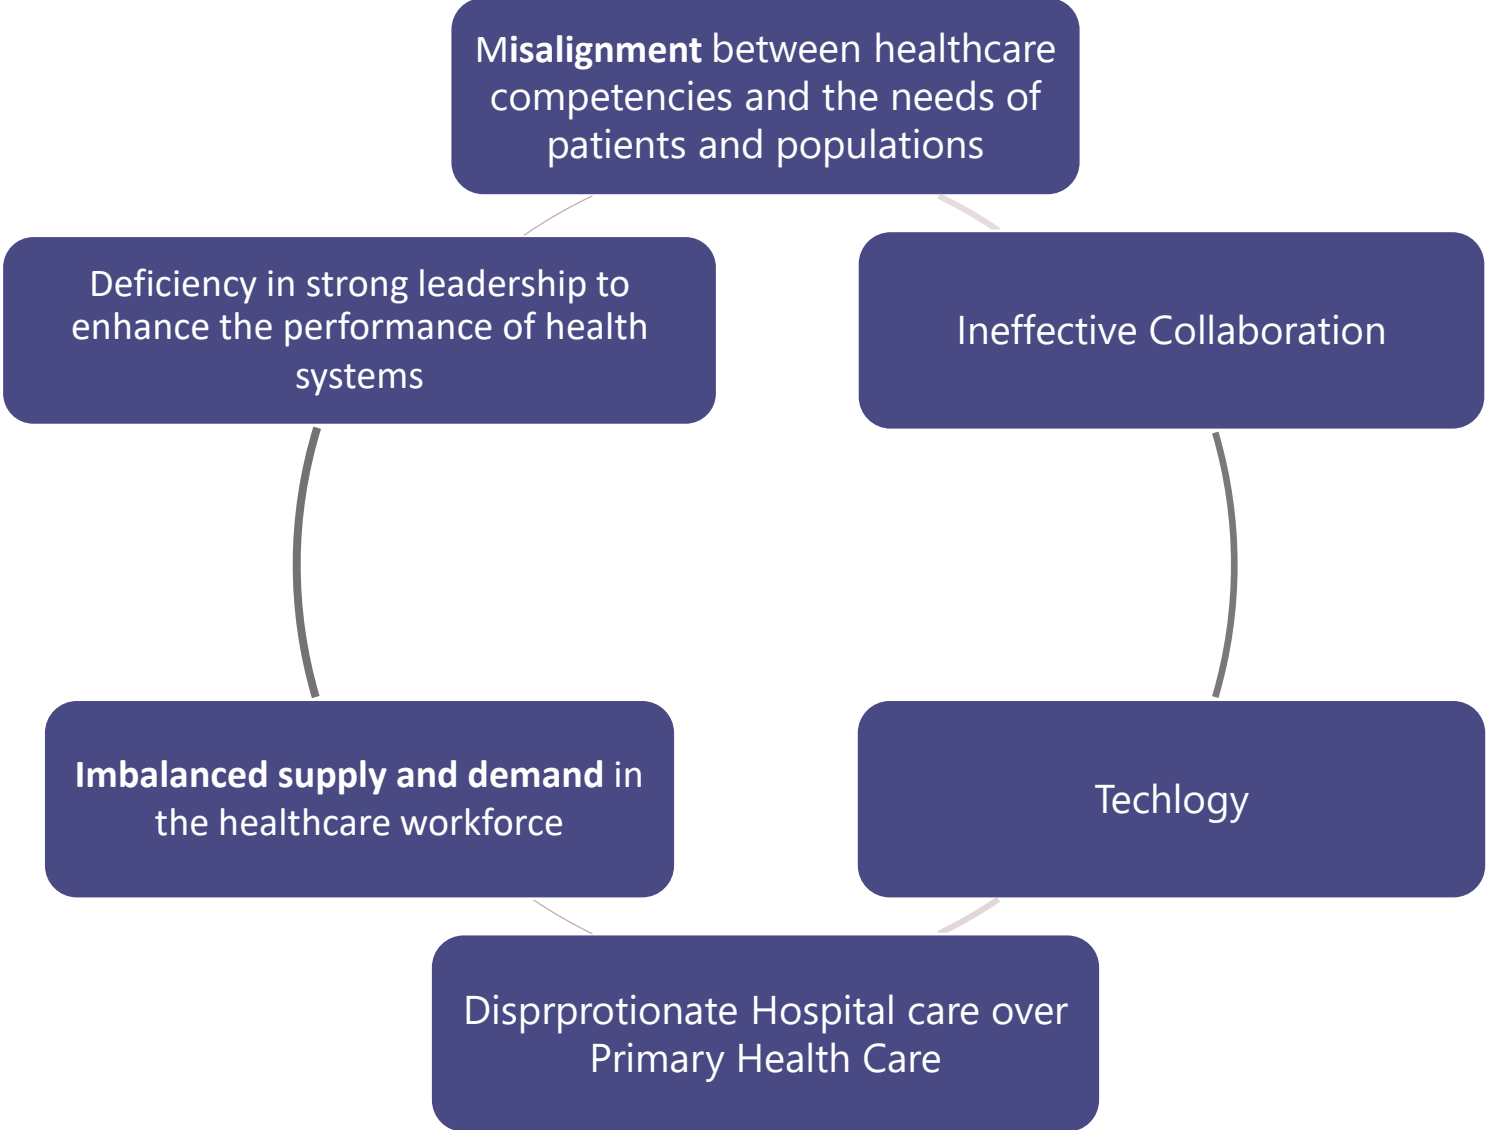 Misalignment between healthcare
competencies and the needs of
patients and populations
Deficiency in strong leadership to
enhance the performance of health
systems
Ineffective Collaboration
Imbalanced supply and demand in
the healthcare workforce
Techlogy
Disprprotionate Hospital care over
Primary Health Care